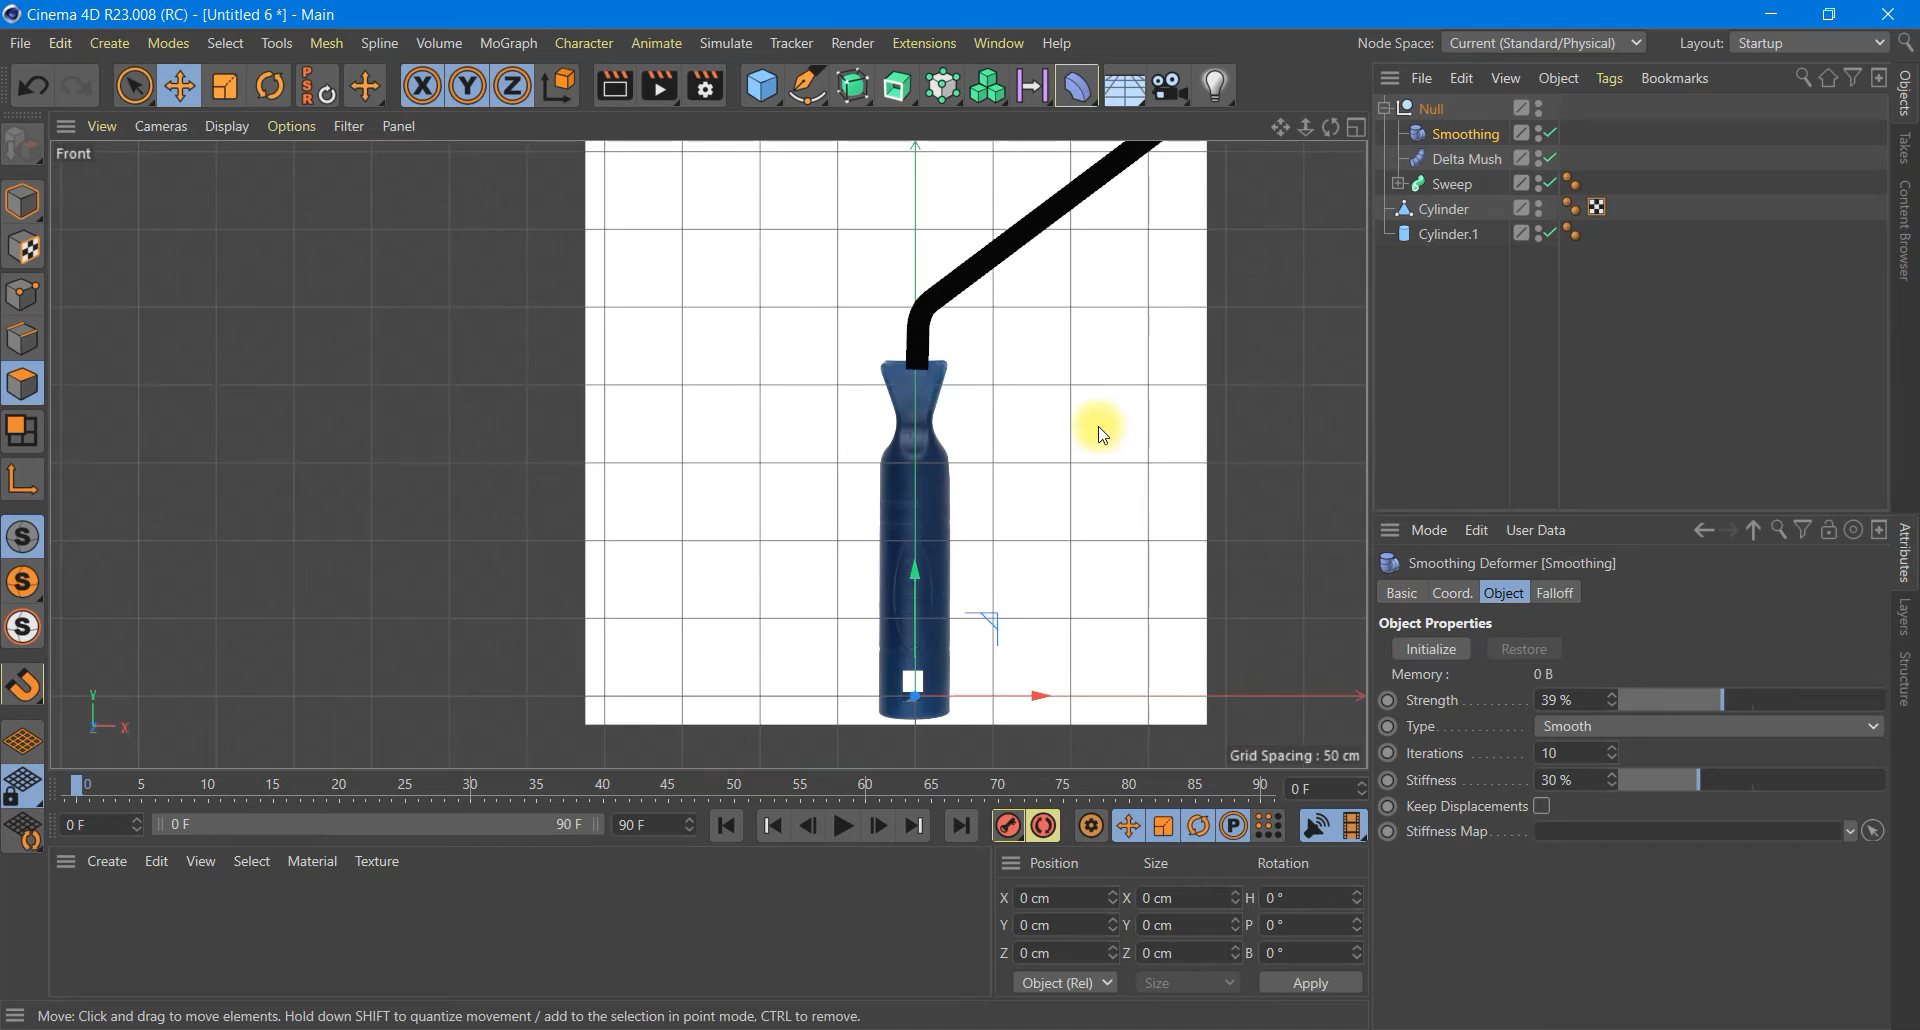 Cinema 4D R23.008 (RC) - [Untitled 6 *] - Main
File Edit Create Modes Select Tools Mesh Spline Volume MoGraph Character Animate Simulate Tracker Render Extensions Window Help
Node Space: Current (Standard/Physical) Layout: Startup
P S R
X Y Z
File Edit View Object Tags Bookmarks
View Cameras Display Options Filter Panel
Front
Null
Smoothing
Delta Mush
Sweep
Cylinder
Cylinder.1
Objects
Takes
Content Browser
Attributes
Layers
Structure
S
S
S
Y
Z X
Grid Spacing : 50 cm
Mode Edit User Data
Smoothing Deformer [Smoothing]
Basic Coord. Object Falloff
Object Properties
Initialize Restore
Memory : 0 B
Strength . . . . . . . . . . 39 %
Type. . . . . . . . . . . . . Smooth
Iterations . . . . . . . . . 10
Stiffness . . . . . . . . . . 30 %
Keep Displacements
Stiffness Map. . . . . .
0 5 10 15 20 25 30 35 40 45 50 55 60 65 70 75 80 85 90 0 F
0 F 0 F 90 F 90 F
P
Create Edit View Select Material Texture
Position Size Rotation
X 0 cm X 0 cm H 0 °
Y 0 cm Y 0 cm P 0 °
Z 0 cm Z 0 cm B 0 °
Object (Rel) Size Apply
Move: Click and drag to move elements. Hold down SHIFT to quantize movement / add to the selection in point mode, CTRL to remove.